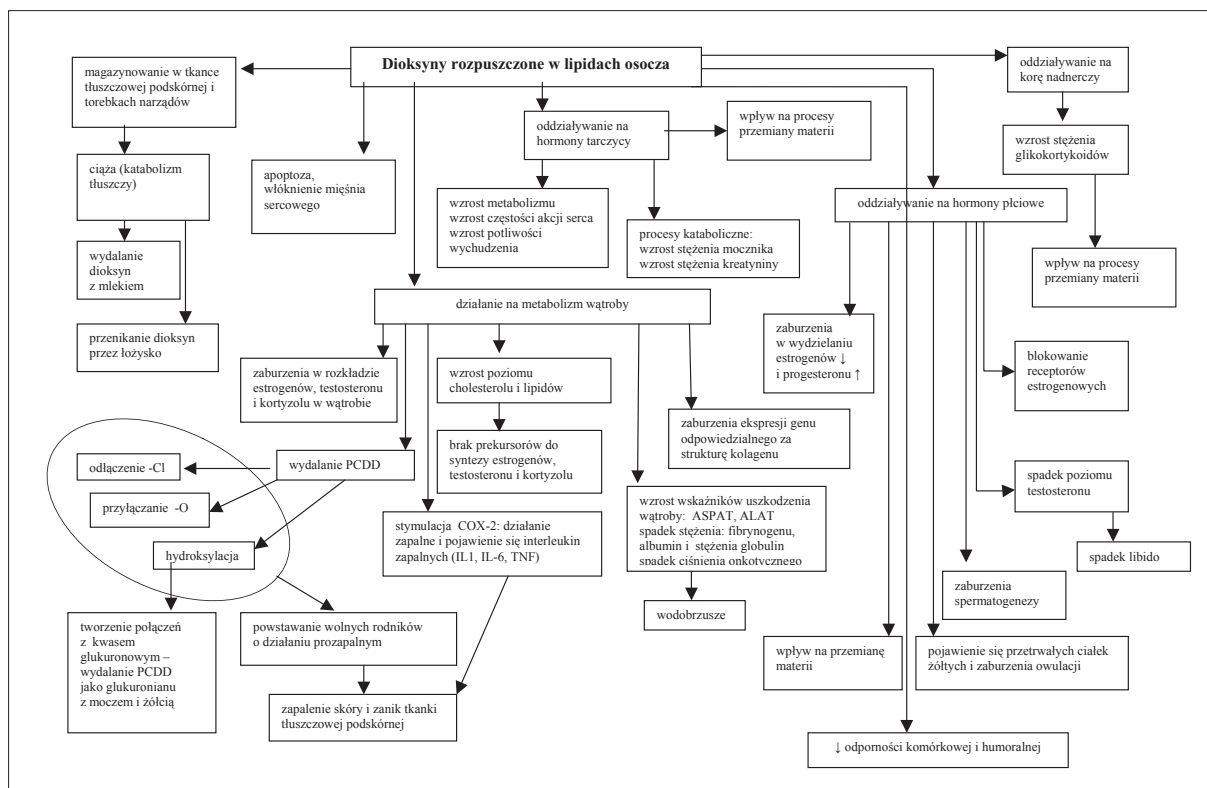 Dioksyny rozpuszczone w lipidach osocza
magazynowanie w tkance
tłuszczowej podskórnej i
torebkach narządów
oddziaływanie na
korę nadnerczy
oddziaływanie na
hormony tarczycy
wpływ na procesy
przemiany materii
wzrost stężenia
glikokortykoidów
ciąża (katabolizm
tłuszczy)
apoptoza,
włóknienie mięśnia
sercowego
wzrost metabolizmu
wzrost częstości akcji serca
wzrost potliwości
wychudzenia
procesy kataboliczne:
wzrost stężenia mocznika
wzrost stężenia kreatyniny
oddziaływanie na hormony płciowe
wydalanie
dioksyn
z mlekiem
wpływ na procesy
przemiany materii
działanie na metabolizm wątroby
przenikanie dioksyn
przez łożysko
zaburzenia
w wydzielaniu
estrogenów ↓
i progesteronu ↑
blokowanie
receptorów
estrogenowych
zaburzenia w rozkładzie
estrogenów, testosteronu
i kortyzolu w wątrobie
wzrost poziomu
cholesterolu i lipidów
zaburzenia ekspresji genu
odpowiedzialnego za
strukturę kolagenu
brak prekursorów do
syntezy estrogenów,
testosteronu i kortyzolu
odłączenie -Cl
wydalanie PCDD
przyłączanie -O
hydroksylacja
spadek poziomu
testosteronu
stymulacja COX-2: działanie
zapalne i pojawienie się interleukin
zapalnych (IL1, IL-6, TNF)
wzrost wskaźników uszkodzenia
wątroby: ASPAT, ALAT
spadek stężenia: fibrynogenu,
albumin i stężenia globulin
spadek ciśnienia onkotycznego
spadek libido
zaburzenia
spermatogenezy
wodobrzusze
tworzenie połączeń
z kwasem
glukuronowym –
wydalanie PCDD
jako glukuronianu
z moczem i żółcią
powstawanie wolnych rodników
o działaniu prozapalnym
wpływ na przemianę
materii
pojawienie się przetrwałych ciałek
żółtych i zaburzenia owulacji
zapalenie skóry i zanik tkanki
tłuszczowej podskórnej
↓ odporności komórkowej i humoralnej